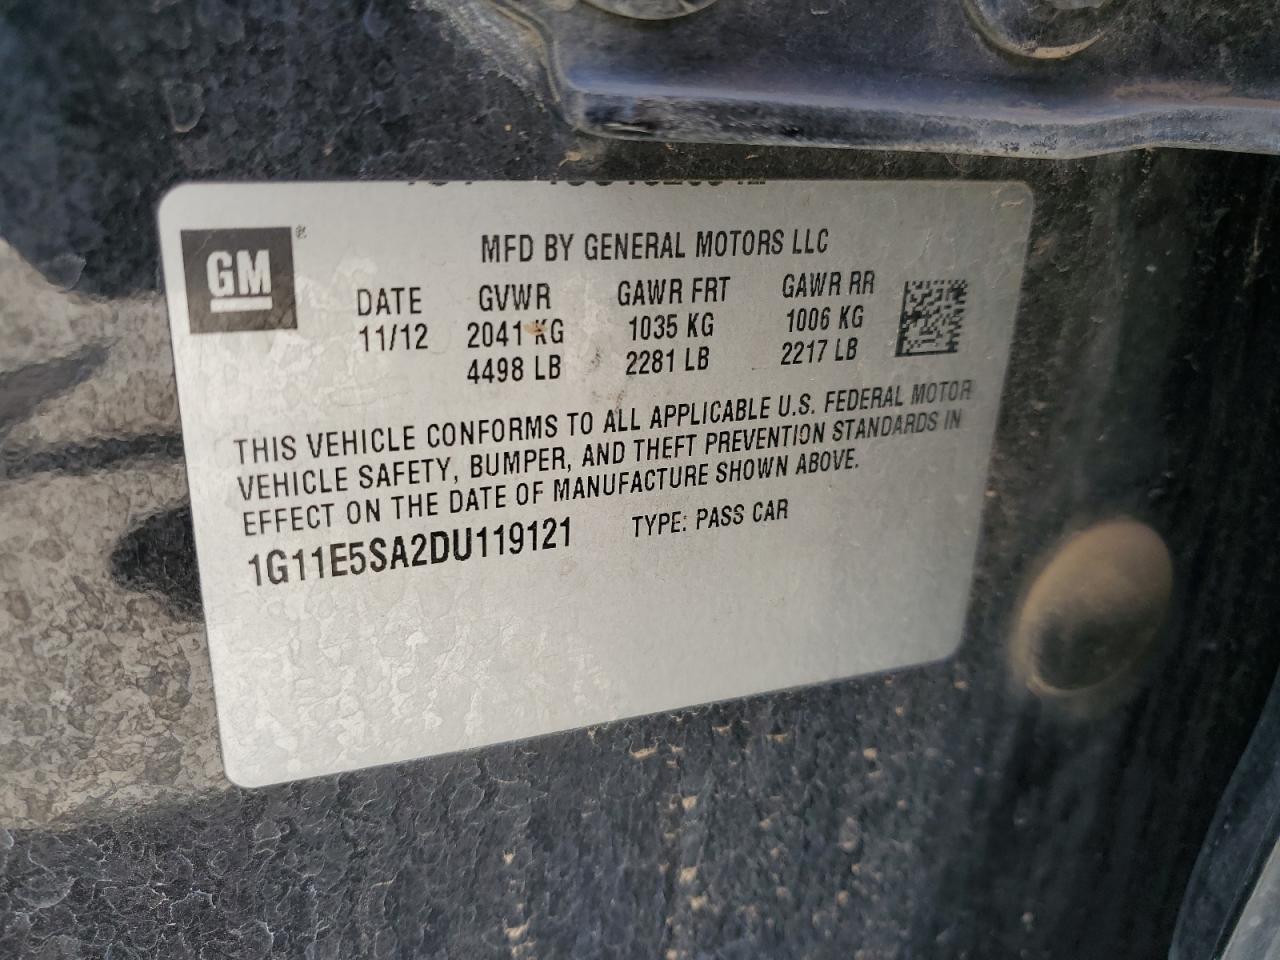 GM ®
MFD BY GENERAL MOTORS LLC
DATE GVWR GAWR FRT GAWR RR
11/12 2041 KG 1035 KG 1006 KG
4498 LB 2281 LB 2217 LB
THIS VEHICLE CONFORMS TO ALL APPLICABLE U.S. FEDERAL MOTOR
VEHICLE SAFETY, BUMPER, AND THEFT PREVENTION STANDARDS IN
EFFECT ON THE DATE OF MANUFACTURE SHOWN ABOVE.
1G11E5SA2DU119121 TYPE: PASS CAR